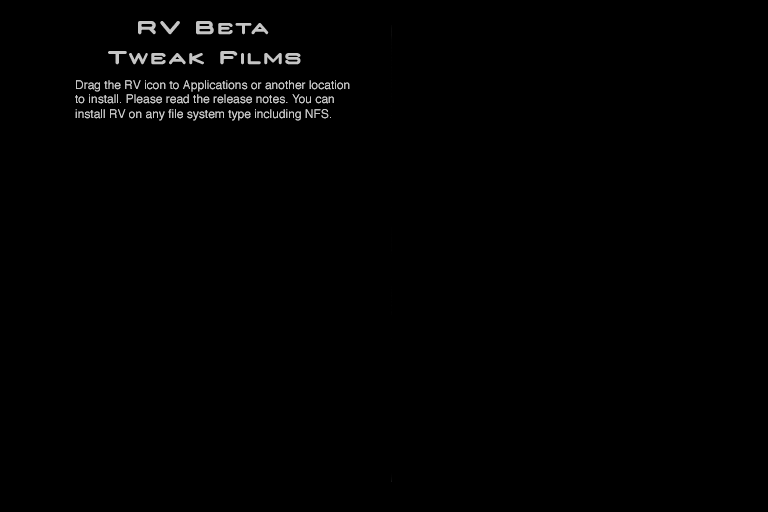 RV Beta
Tweak Films
Drag the RV icon to Applications or another location
to install. Please read the release notes. You can
install RV on any file system type including NFS.